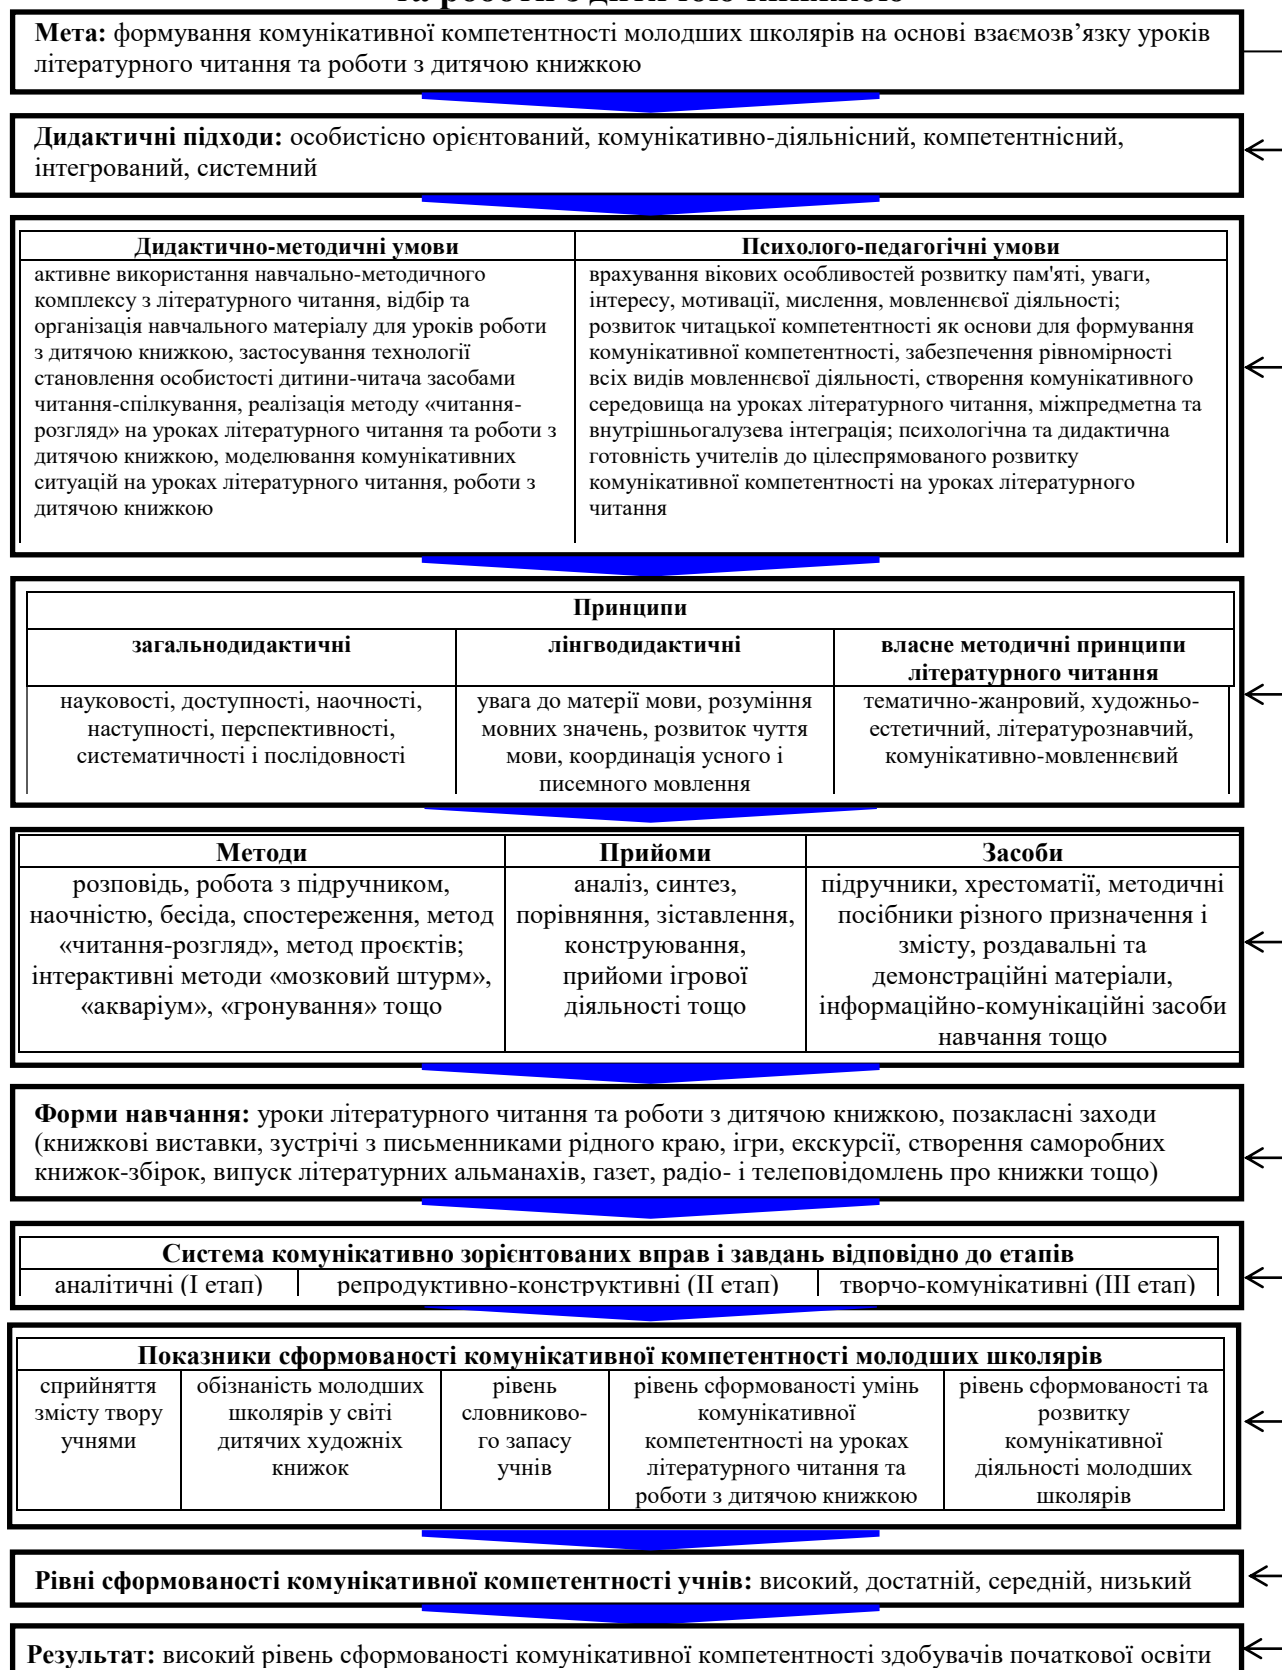 та роботи з дитячою книжкою
Мета: формування комунікативної компетентності молодших школярів на основі взаємозв’язку уроків
літературного читання та роботи з дитячою книжкою
Дидактичні підходи: особистісно орієнтований, комунікативно-діяльнісний, компетентнісний,
інтегрований, системний
Дидактично-методичні умови
активне використання навчально-методичного
комплексу з літературного читання, відбір та
організація навчального матеріалу для уроків роботи
з дитячою книжкою, застосування технології
становлення особистості дитини-читача засобами
читання-спілкування, реалізація методу «читання-
розгляд» на уроках літературного читання та роботи з
дитячою книжкою, моделювання комунікативних
ситуацій на уроках літературного читання, роботи з
дитячою книжкою
Психолого-педагогічні умови
врахування вікових особливостей розвитку пам'яті, уваги,
інтересу, мотивації, мислення, мовленнєвої діяльності;
розвиток читацької компетентності як основи для формування
комунікативної компетентності, забезпечення рівномірності
всіх видів мовленнєвої діяльності, створення комунікативного
середовища на уроках літературного читання, міжпредметна та
внутрішньогалузева інтеграція; психологічна та дидактична
готовність учителів до цілеспрямованого розвитку
комунікативної компетентності на уроках літературного
читання
Принципи
загальнодидактичні
науковості, доступності, наочності,
наступності, перспективності,
систематичності і послідовності
лінгводидактичні
увага до матерії мови, розуміння
мовних значень, розвиток чуття
мови, координація усного і
писемного мовлення
власне методичні принципи
літературного читання
тематично-жанровий, художньо-
естетичний, літературознавчий,
комунікативно-мовленнєвий
Методи
розповідь, робота з підручником,
наочністю, бесіда, спостереження, метод
«читання-розгляд», метод проєктів;
інтерактивні методи «мозковий штурм»,
«акваріум», «гронування» тощо
Прийоми
аналіз, синтез,
порівняння, зіставлення,
конструювання,
прийоми ігрової
діяльності тощо
Засоби
підручники, хрестоматії, методичні
посібники різного призначення і
змісту, роздавальні та
демонстраційні матеріали,
інформаційно-комунікаційні засоби
навчання тощо
Форми навчання: уроки літературного читання та роботи з дитячою книжкою, позакласні заходи
(книжкові виставки, зустрічі з письменниками рідного краю, ігри, екскурсії, створення саморобних
книжок-збірок, випуск літературних альманахів, газет, радіо- і телеповідомлень про книжки тощо)
Система комунікативно зорієнтованих вправ і завдань відповідно до етапів
аналітичні (І етап)
репродуктивно-конструктивні (ІІ етап)
творчо-комунікативні (ІІІ етап)
Показники сформованості комунікативної компетентності молодших школярів
сприйняття
змісту твору
учнями
обізнаність молодших
школярів у світі
дитячих художніх
книжок
рівень
словниково-
го запасу
учнів
рівень сформованості умінь
комунікативної
компетентності на уроках
літературного читання та
роботи з дитячою книжкою
рівень сформованості та
розвитку
комунікативної
діяльності молодших
школярів
Рівні сформованості комунікативної компетентності учнів: високий, достатній, середній, низький
Результат: високий рівень сформованості комунікативної компетентності здобувачів початкової освіти